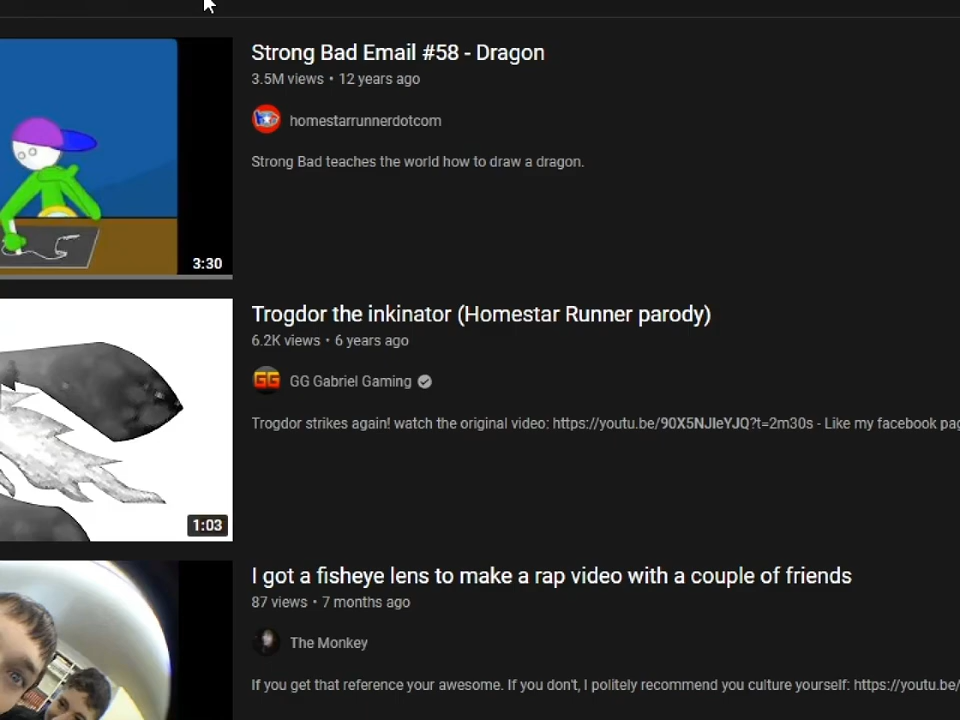 Strong Bad Email #58 - Dragon
3.5M views • 12 years ago
homestarrunnerdotcom
Strong Bad teaches the world how to draw a dragon.
3:30
Trogdor the inkinator (Homestar Runner parody)
6.2K views • 6 years ago
GG GG Gabriel Gaming
Trogdor strikes again! watch the original video: https://youtu.be/90X5NJleYJQ?t=2m30s - Like my facebook pag
1:03
I got a fisheye lens to make a rap video with a couple of friends
87 views • 7 months ago
The Monkey
If you get that reference your awesome. If you don't, I politely recommend you culture yourself: https://youtu.be/